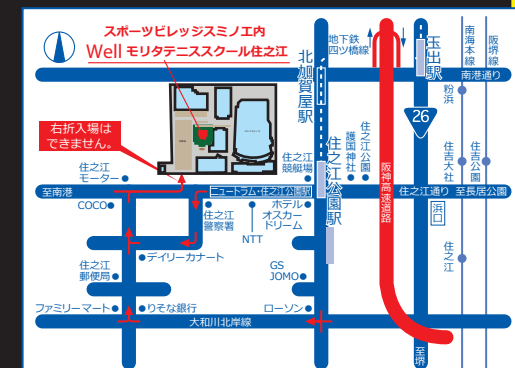 スポーツビレッジスミノエ内
Well モリタテニススクール住之江
地下鉄
四ツ橋線
玉出駅
南海本線
阪堺線
南港通り
北加賀屋駅
粉浜
26
右折入場は
できません。
住之江
競艇場
護国神社
住之江公園
住吉大社
住吉公園
住之江
モーター
至南港
ニュートラム・住之江公園駅
住之江公園駅
阪神高速道路
住之江通り
至長居公園
COCO
住之江
警察署
NTT
ホテル
オスカー
ドリーム
浜口
住之江
デイリーカナート
住之江
郵便局
GS
JOMO
ファミリーマート
りそな銀行
ローソン
大和川北岸線
至堺